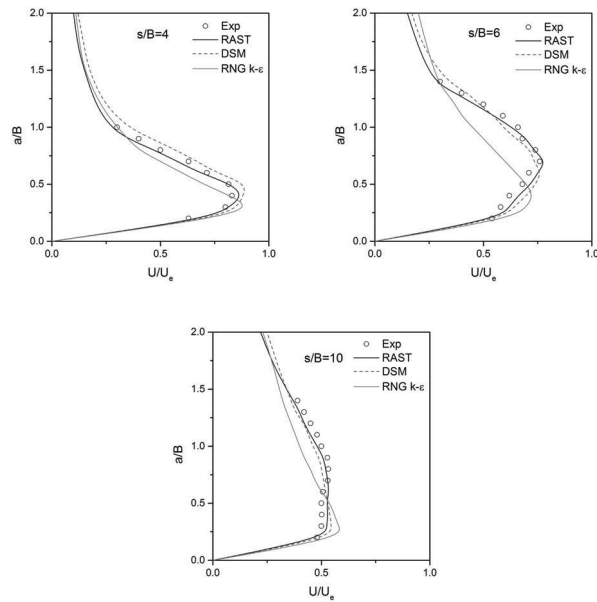 2.0
1.5
1.0
0.5
0.0
a/B
s/B=4
Exp
RAST
DSM
RNG k-ε
0.0
0.5
1.0
U/Ue
2.0
1.5
1.0
0.5
0.0
a/B
s/B=6
Exp
RAST
DSM
RNG k-ε
0.0
0.5
1.0
U/Ue
2.0
1.5
1.0
0.5
0.0
a/B
s/B=10
Exp
RAST
DSM
RNG k-ε
0.0
0.5
1.0
U/Ue